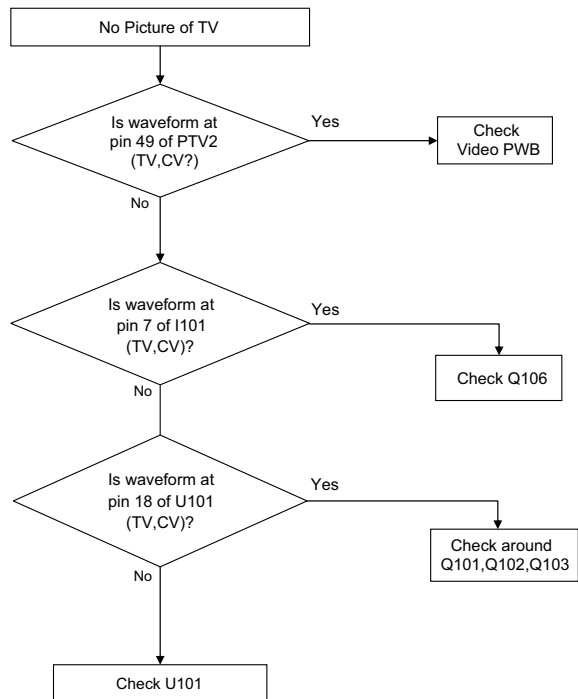 No Picture of TV
Is waveform at
pin 49 of PTV2
(TV,CV?)
Yes
Check
Video PWB
No
Is waveform at
pin 7 of I101
(TV,CV)?
Yes
Check Q106
No
Is waveform at
pin 18 of U101
(TV,CV)?
Yes
Check around
Q101,Q102,Q103
No
Check U101